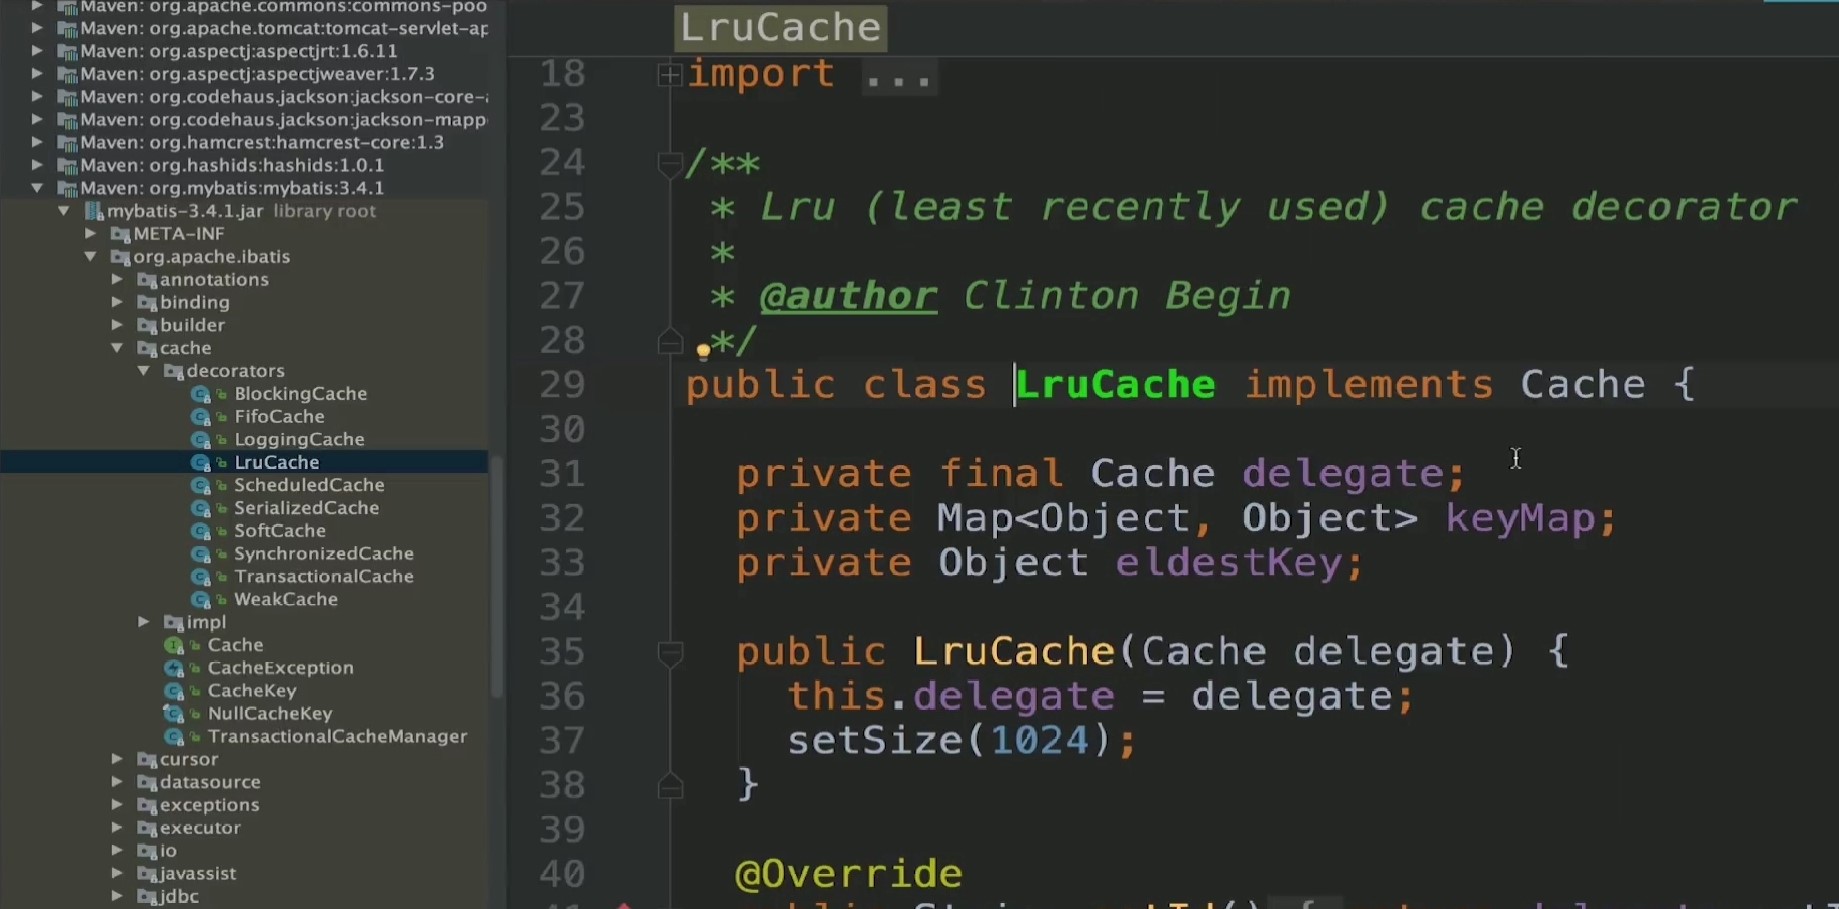 Maven: org.apache.commons:commons-poo
Maven: org.apache.tomcat:tomcat-servlet-ap
Maven: org.aspectj:aspectjrt:1.6.11
Maven: org.aspectj:aspectjweaver:1.7.3
Maven: org.codehaus.jackson:jackson-core-a
Maven: org.codehaus.jackson:jackson-mapp
Maven: org.hamcrest:hamcrest-core:1.3
Maven: org.hashids:hashids:1.0.1
Maven: org.mybatis:mybatis:3.4.1
mybatis-3.4.1.jar library root
META-INF
org.apache.ibatis
annotations
binding
builder
cache
decorators
BlockingCache
FifoCache
LoggingCache
LruCache
ScheduledCache
SerializedCache
SoftCache
SynchronizedCache
TransactionalCache
WeakCache
impl
Cache
CacheException
CacheKey
NullCacheKey
TransactionalCacheManager
cursor
datasource
exceptions
executor
io
javassist
jdbc
LruCache
18 import ...
23
24 /**
25 * Lru (least recently used) cache decorator
26 *
27 * @author Clinton Begin
28 */
29 public class LruCache implements Cache {
30
31 private final Cache delegate;
32 private Map<Object, Object> keyMap;
33 private Object eldestKey;
34
35 public LruCache(Cache delegate) {
36 this.delegate = delegate;
37 setSize(1024);
38 }
39
40 @Override